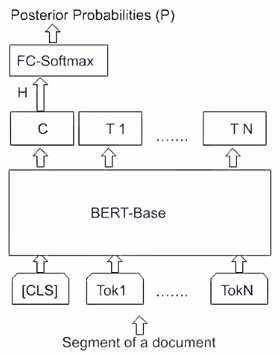 Posterior Probabilities (P)
FC-Softmax
H
C T 1 ....... T N
BERT-Base
[CLS] Tok1 ....... TokN
Segment of a document